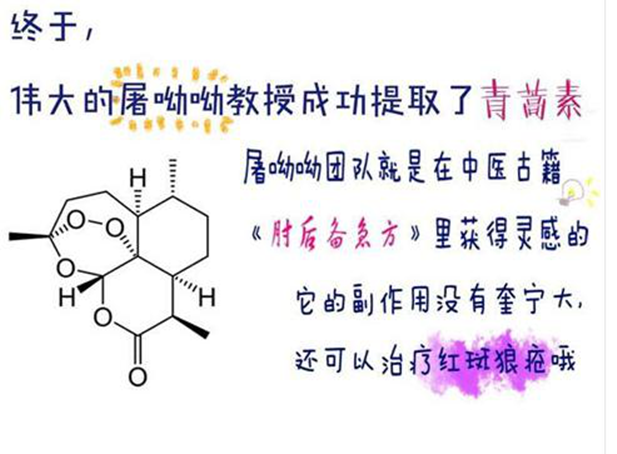 终于,
伟大的屠呦呦教授成功提取了青蒿素
屠呦呦团队就是在中医古籍
《肘后备急方》里获得灵感的
它的副作用没有奎宁大,
还可以治疗红斑狼疮哦
H
O
O
O
H
H
O
O